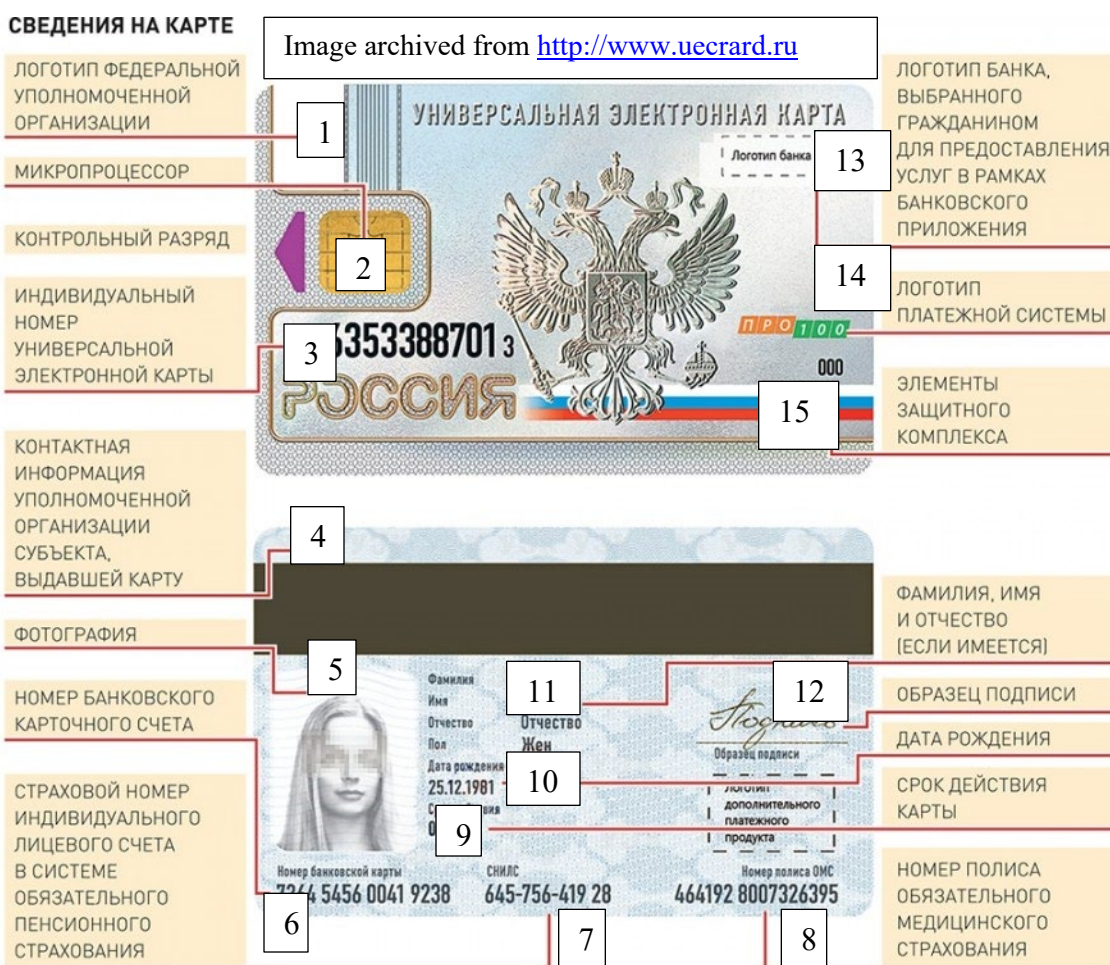 СВЕДЕНИЯ НА КАРТЕ
Image archived from http://www.uecrard.ru
ЛОГОТИП ФЕДЕРАЛЬНОЙ
УПОЛНОМОЧЕННОЙ
ОРГАНИЗАЦИИ
МИКРОПРОЦЕССОР
КОНТРОЛЬНЫЙ РАЗРЯД
ИНДИВИДУАЛЬНЫЙ
НОМЕР
УНИВЕРСАЛЬНОЙ
ЭЛЕКТРОННОЙ КАРТЫ
КОНТАКТНАЯ
ИНФОРМАЦИЯ
УПОЛНОМОЧЕННОЙ
ОРГАНИЗАЦИИ
СУБЪЕКТА,
ВЫДАВШЕЙ КАРТУ
ФОТОГРАФИЯ
НОМЕР БАНКОВСКОГО
КАРТОЧНОГО СЧЕТА
СТРАХОВОЙ НОМЕР
ИНДИВИДУАЛЬНОГО
ЛИЦЕВОГО СЧЕТА
В СИСТЕМЕ
ОБЯЗАТЕЛЬНОГО
ПЕНСИОННОГО
СТРАХОВАНИЯ
1
УНИВЕРСАЛЬНАЯ ЭЛЕКТРОННАЯ КАРТА
Логотип банка
13
2
14
ПРО100
3
6353388701 3
000
РОССИЯ
15
4
5
Фамилия
Имя
11
Отчество Отчество
Пол Жен
Дата рождения
25.12.1981
10
9
12
Образец подписи
дополнительного
платежного
продукта
Номер банковской карты
5456 0041 9238
6
СНИЛС
645-756-419 28
7
Номер полиса ОМС
464192 8007326395
8
ЛОГОТИП БАНКА,
ВЫБРАННОГО
ГРАЖДАНИНОМ
ДЛЯ ПРЕДОСТАВЛЕНИЯ
УСЛУГ В РАМКАХ
БАНКОВСКОГО
ПРИЛОЖЕНИЯ
ЛОГОТИП
ПЛАТЕЖНОЙ СИСТЕМЫ
ЭЛЕМЕНТЫ
ЗАЩИТНОГО
КОМПЛЕКСА
ФАМИЛИЯ, ИМЯ
И ОТЧЕСТВО
(ЕСЛИ ИМЕЕТСЯ)
ОБРАЗЕЦ ПОДПИСИ
ДАТА РОЖДЕНИЯ
СРОК ДЕЙСТВИЯ
КАРТЫ
НОМЕР ПОЛИСА
ОБЯЗАТЕЛЬНОГО
МЕДИЦИНСКОГО
СТРАХОВАНИЯ